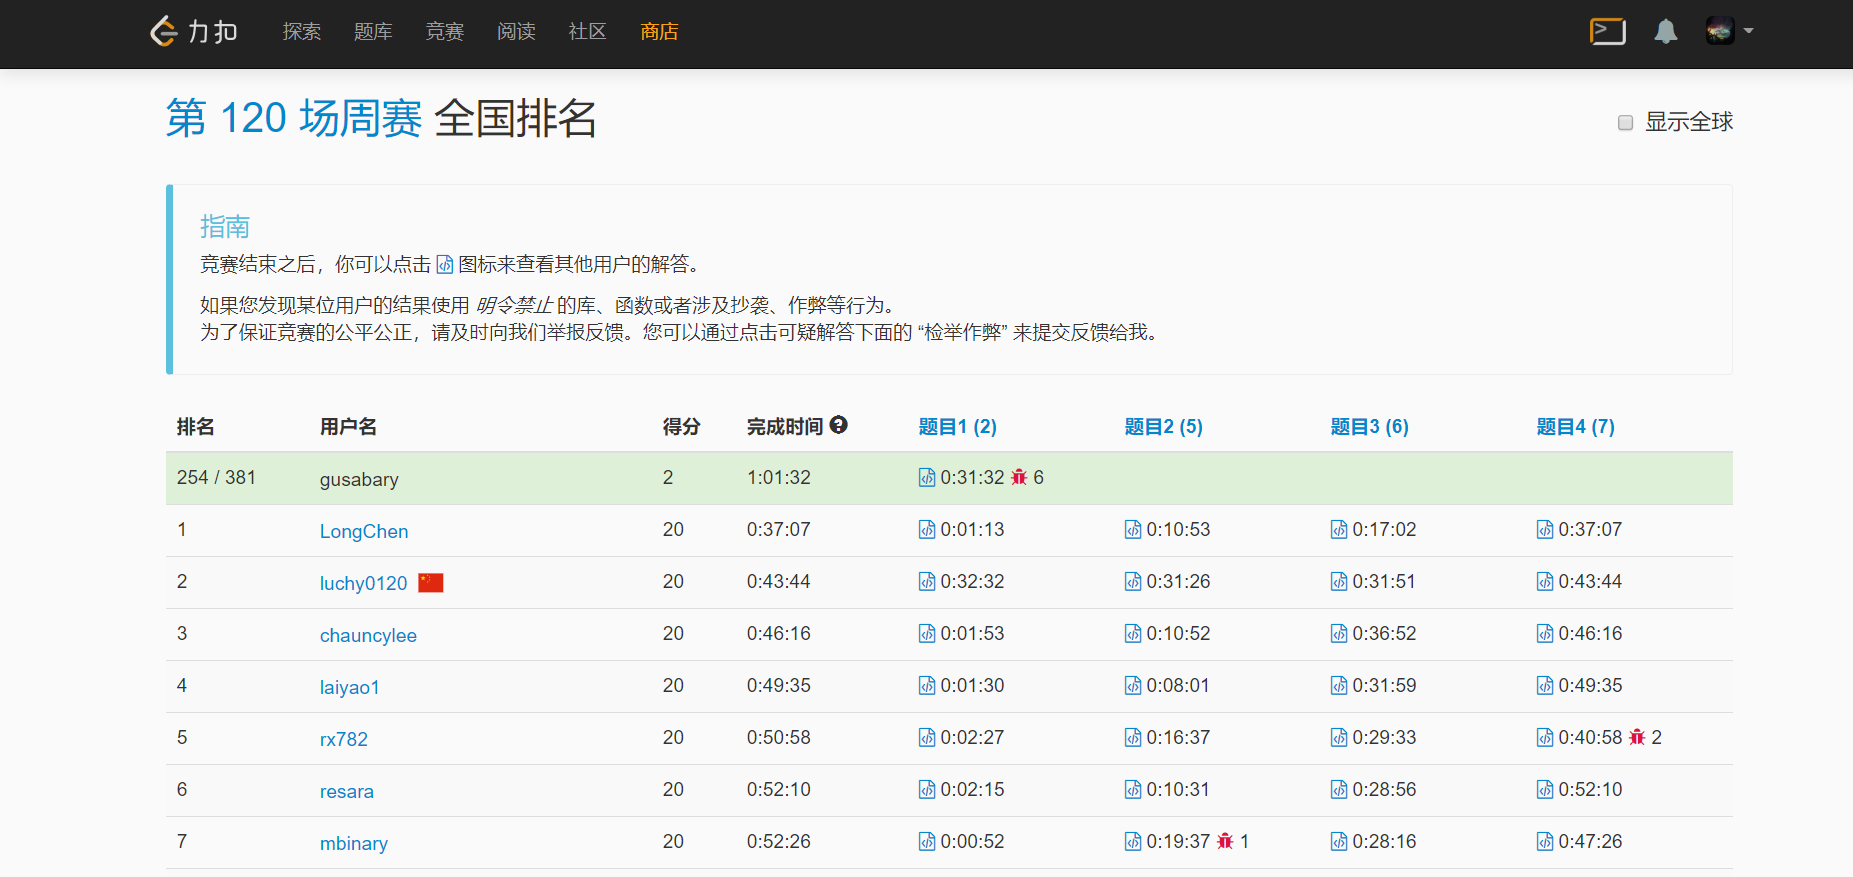 力扣 探索 题库 竞赛 阅读 社区 商店
第 120 场周赛 全国排名
显示全球
指南
竞赛结束之后，你可以点击 图标来查看其他用户的解答。
如果您发现某位用户的结果使用 明令禁止 的库、函数或者涉及抄袭、作弊等行为。
为了保证竞赛的公平公正，请及时向我们举报反馈。您可以通过点击可疑解答下面的 “检举作弊” 来提交反馈给我。
排名 用户名 得分 完成时间 题目1 (2) 题目2 (5) 题目3 (6) 题目4 (7)
254 / 381 gusabary 2 1:01:32 0:31:32 6
1 LongChen 20 0:37:07 0:01:13 0:10:53 0:17:02 0:37:07
2 luchy0120 20 0:43:44 0:32:32 0:31:26 0:31:51 0:43:44
3 chauncylee 20 0:46:16 0:01:53 0:10:52 0:36:52 0:46:16
4 laiyao1 20 0:49:35 0:01:30 0:08:01 0:31:59 0:49:35
5 rx782 20 0:50:58 0:02:27 0:16:37 0:29:33 0:40:58 2
6 resara 20 0:52:10 0:02:15 0:10:31 0:28:56 0:52:10
7 mbinary 20 0:52:26 0:00:52 0:19:37 1 0:28:16 0:47:26